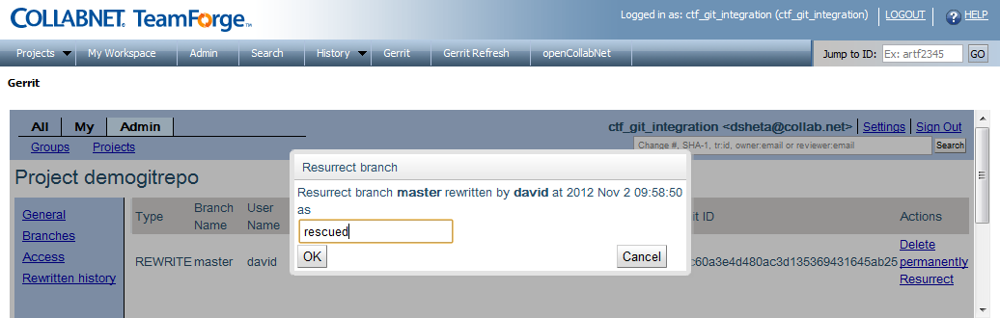 COLLABNET® TeamForge™
Logged in as: ctf_git_integration (ctf_git_integration) LOGOUT ? HELP
Projects My Workspace Admin Search History Gerrit Gerrit Refresh openCollabNet Jump to ID: Ex: artf2345 GO
Gerrit
All My Admin ctf_git_integration <dsheta@collab.net> Settings Sign Out
Groups Projects Change #, SHA-1, tr:id, owner:email or reviewer:email Search
Project demogitrepo
Resurrect branch
Resurrect branch master rewritten by david at 2012 Nov 2 09:58:50
as
rescued
OK Cancel
General
Branches
Access
Rewritten history
Type Branch Name User Name it ID Actions
REWRITE master david c60a3e4d480ac3d135369431645ab25 Delete
permanently
Resurrect